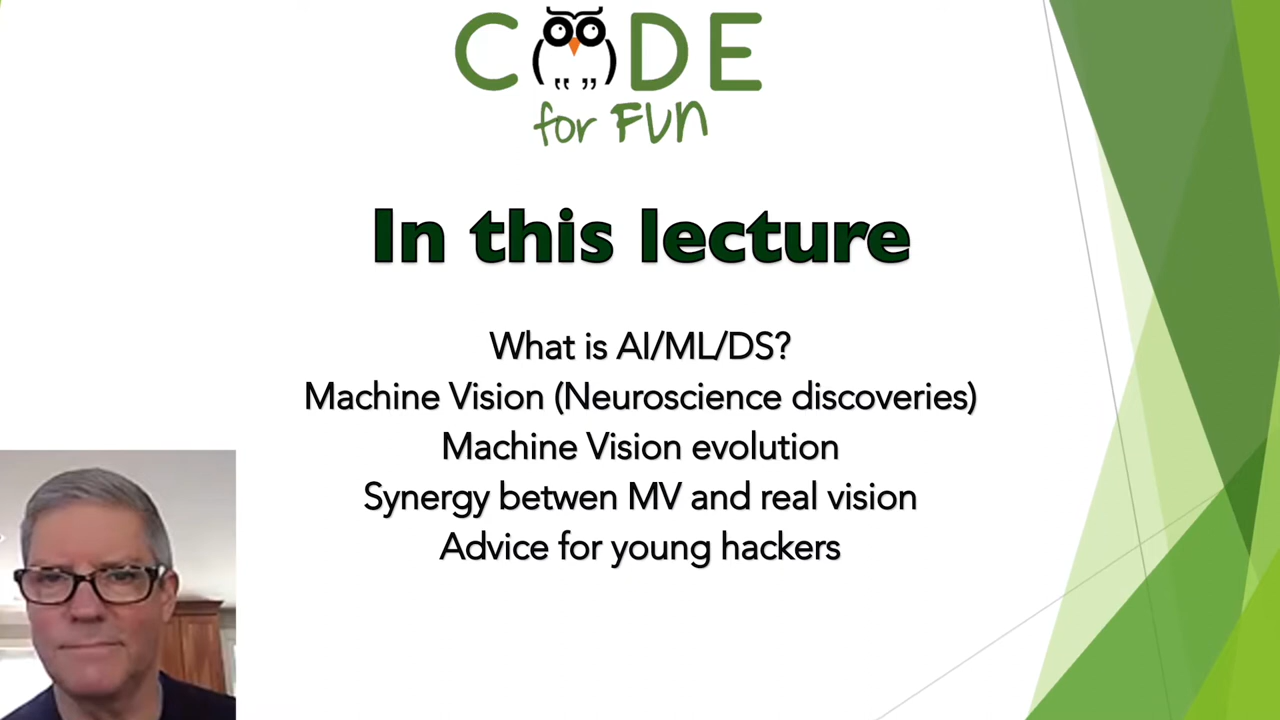 CODE
for Fun
In this lecture
What is AI/ML/DS?
Machine Vision (Neuroscience discoveries)
Machine Vision evolution
Synergy betwen MV and real vision
Advice for young hackers